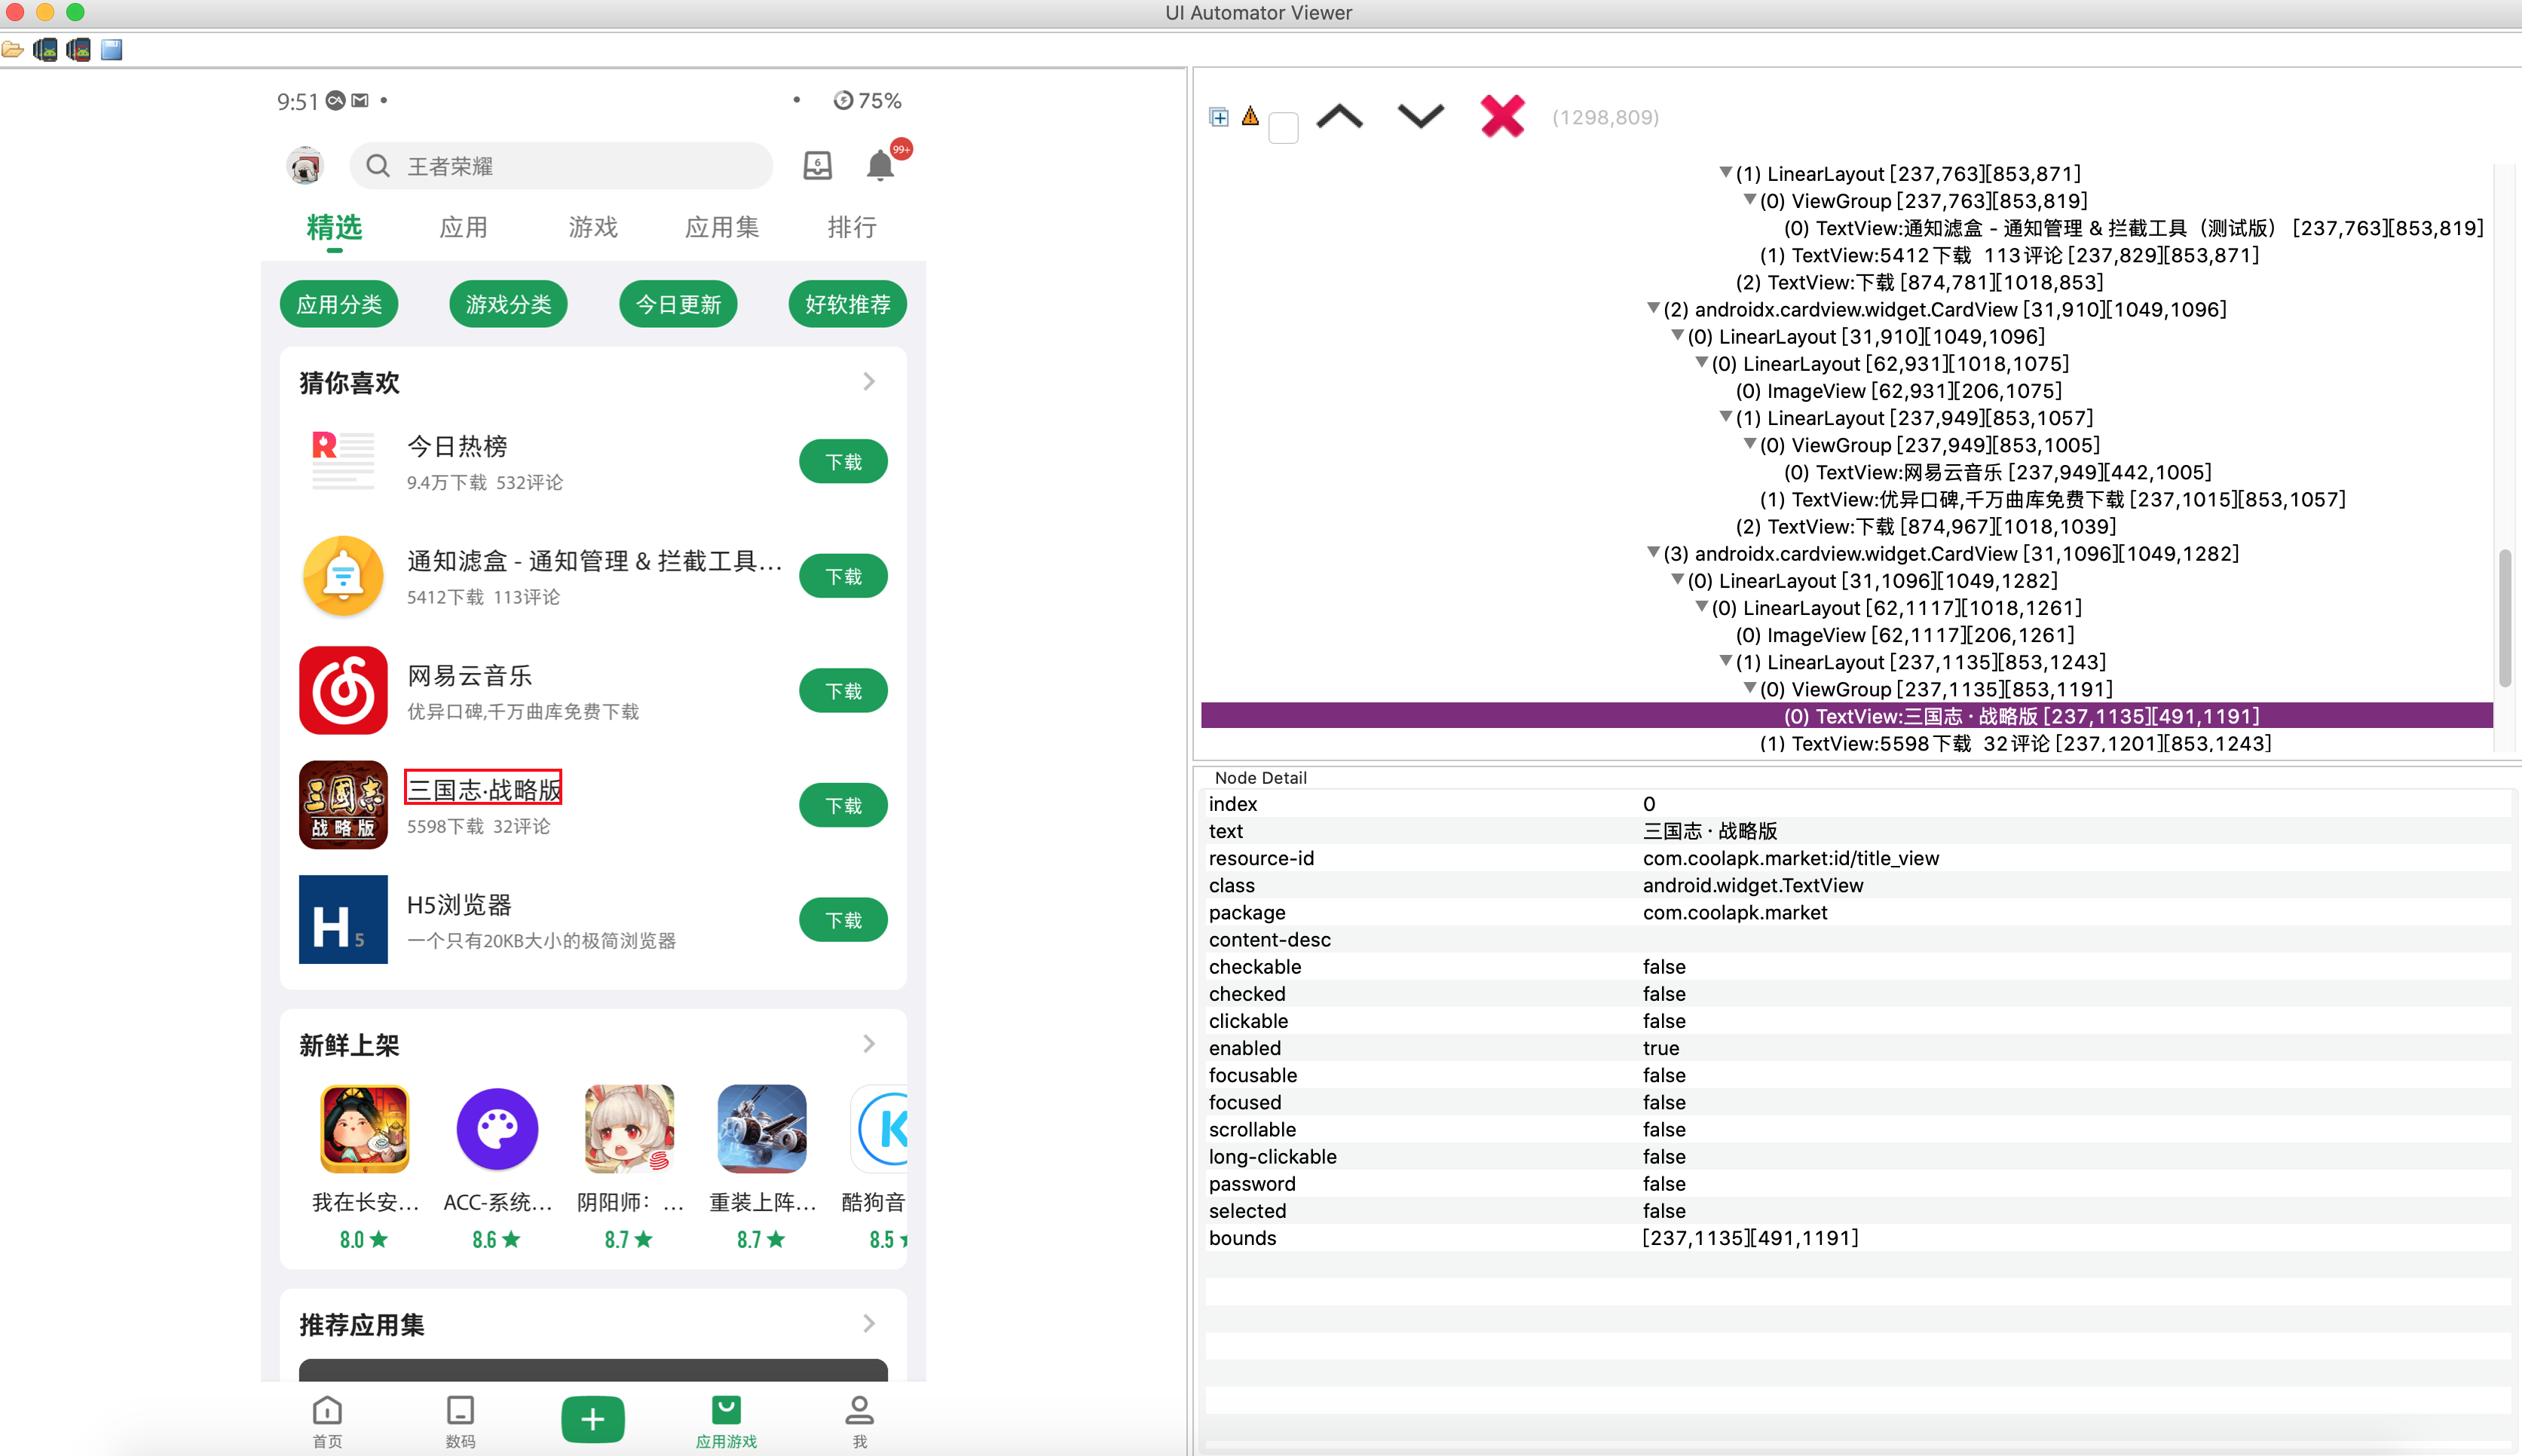 UI Automator Viewer
9:51
75%
王者荣耀
6
99+
精选 应用 游戏 应用集 排行
应用分类 游戏分类 今日更新 好软推荐
猜你喜欢
今日热榜
9.4万下载 532评论
下载
通知滤盒 - 通知管理 & 拦截工具…
5412下载 113评论
下载
网易云音乐
优异口碑,千万曲库免费下载
下载
三国志
战略版
三国志·战略版
5598下载 32评论
下载
H5
H5浏览器
一个只有20KB大小的极简浏览器
下载
新鲜上架
我在长安… ACC-系统… 阴阳师：… 重装上阵… 酷狗音
8.0★ 8.6★ 8.7★ 8.7★ 8.5
推荐应用集
首页 数码 应用游戏 我
(1298,809)
(1) LinearLayout [237,763][853,871]
(0) ViewGroup [237,763][853,819]
(0) TextView:通知滤盒 - 通知管理 & 拦截工具（测试版） [237,763][853,819]
(1) TextView:5412下载 113评论 [237,829][853,871]
(2) TextView:下载 [874,781][1018,853]
(2) androidx.cardview.widget.CardView [31,910][1049,1096]
(0) LinearLayout [31,910][1049,1096]
(0) LinearLayout [62,931][1018,1075]
(0) ImageView [62,931][206,1075]
(1) LinearLayout [237,949][853,1057]
(0) ViewGroup [237,949][853,1005]
(0) TextView:网易云音乐 [237,949][442,1005]
(1) TextView:优异口碑,千万曲库免费下载 [237,1015][853,1057]
(2) TextView:下载 [874,967][1018,1039]
(3) androidx.cardview.widget.CardView [31,1096][1049,1282]
(0) LinearLayout [31,1096][1049,1282]
(0) LinearLayout [62,1117][1018,1261]
(0) ImageView [62,1117][206,1261]
(1) LinearLayout [237,1135][853,1243]
(0) ViewGroup [237,1135][853,1191]
(0) TextView:三国志·战略版 [237,1135][491,1191]
(1) TextView:5598下载 32评论 [237,1201][853,1243]
Node Detail
index 0
text 三国志·战略版
resource-id com.coolapk.market:id/title_view
class android.widget.TextView
package com.coolapk.market
content-desc
checkable false
checked false
clickable false
enabled true
focusable false
focused false
scrollable false
long-clickable false
password false
selected false
bounds [237,1135][491,1191]